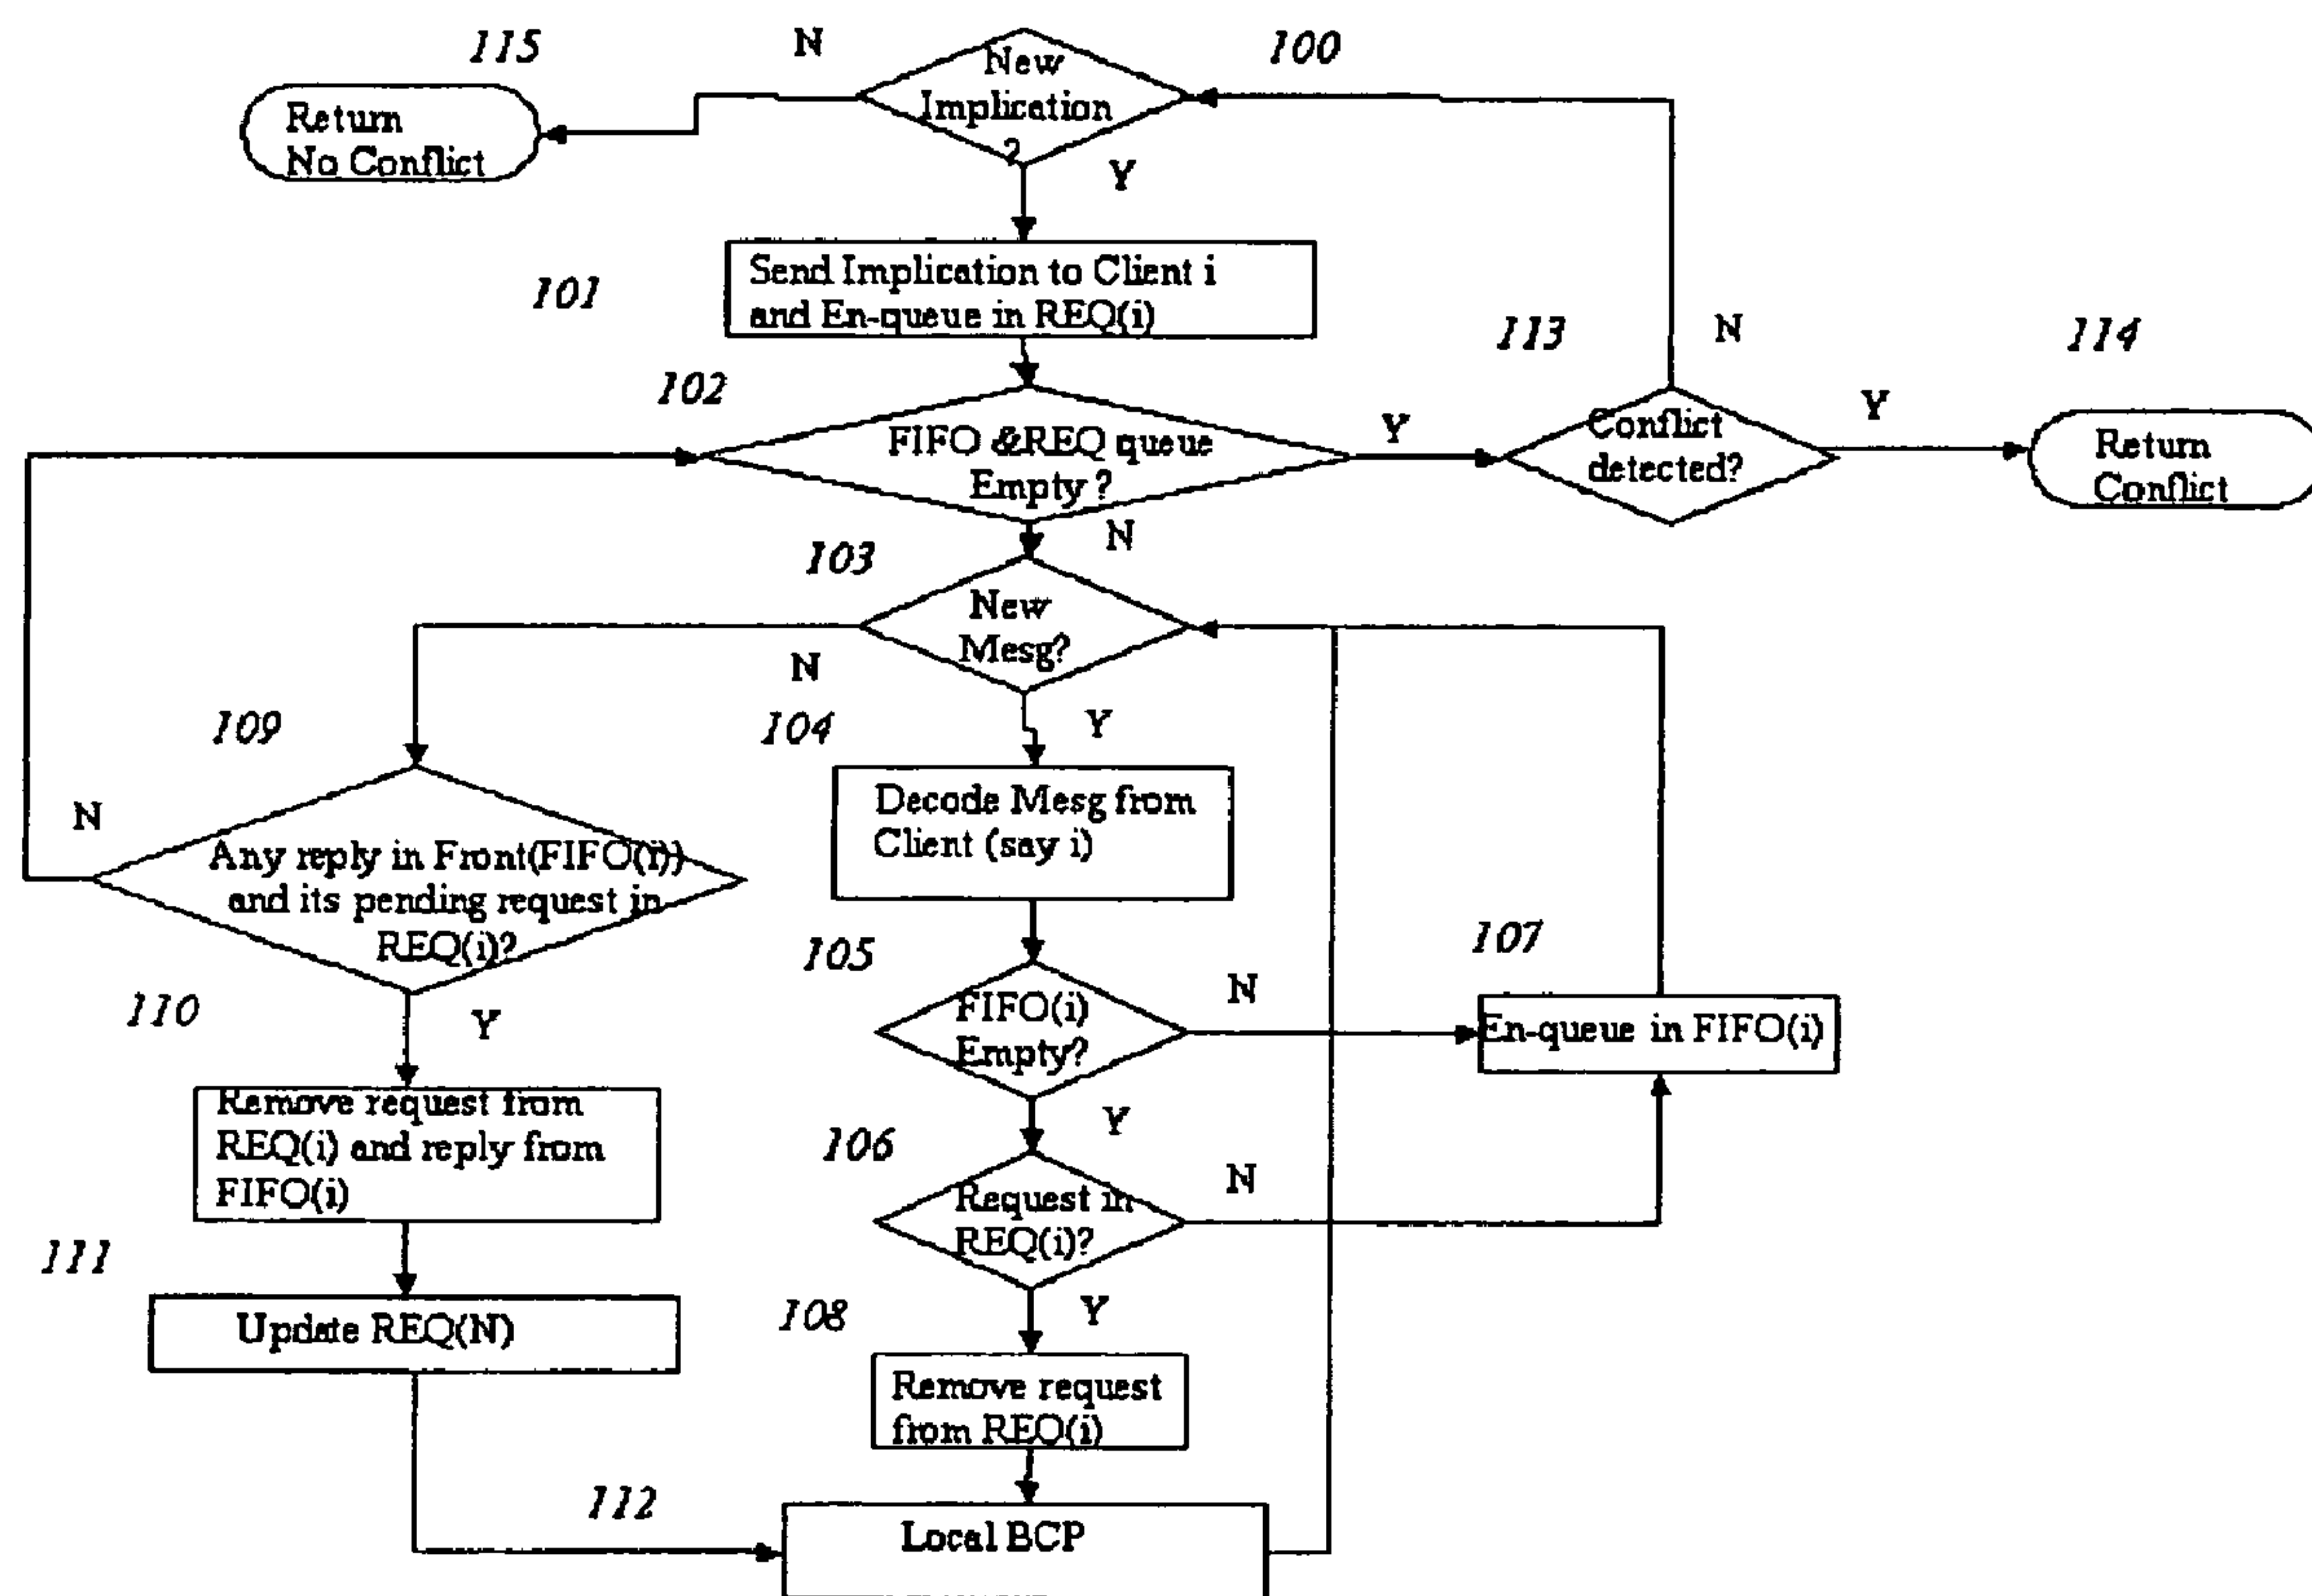 115
N
New
Implication
?
100
Return
No Conflict
Y
Send Implication to Client i
and En-queue in REQ(i)
101
113
N
114
102
FIFO &REQ queue
Empty ?
Y
Conflict
detected?
Y
Return
Conflict
N
103
New
Mesg?
N
109
104
Y
N
Decode Mesg from
Client (say i)
Any reply in Front(FIFO(i))
and its pending request in
REQ(i)?
105
FIFO(i)
Empty?
N
107
En-queue in FIFO(i)
110
Y
Remove request from
REQ(i) and reply from
FIFO(i)
Y
106
Request in
REQ(i)?
N
111
Update REQ(N)
108
Y
Remove request
from REQ(i)
112
Local BCP